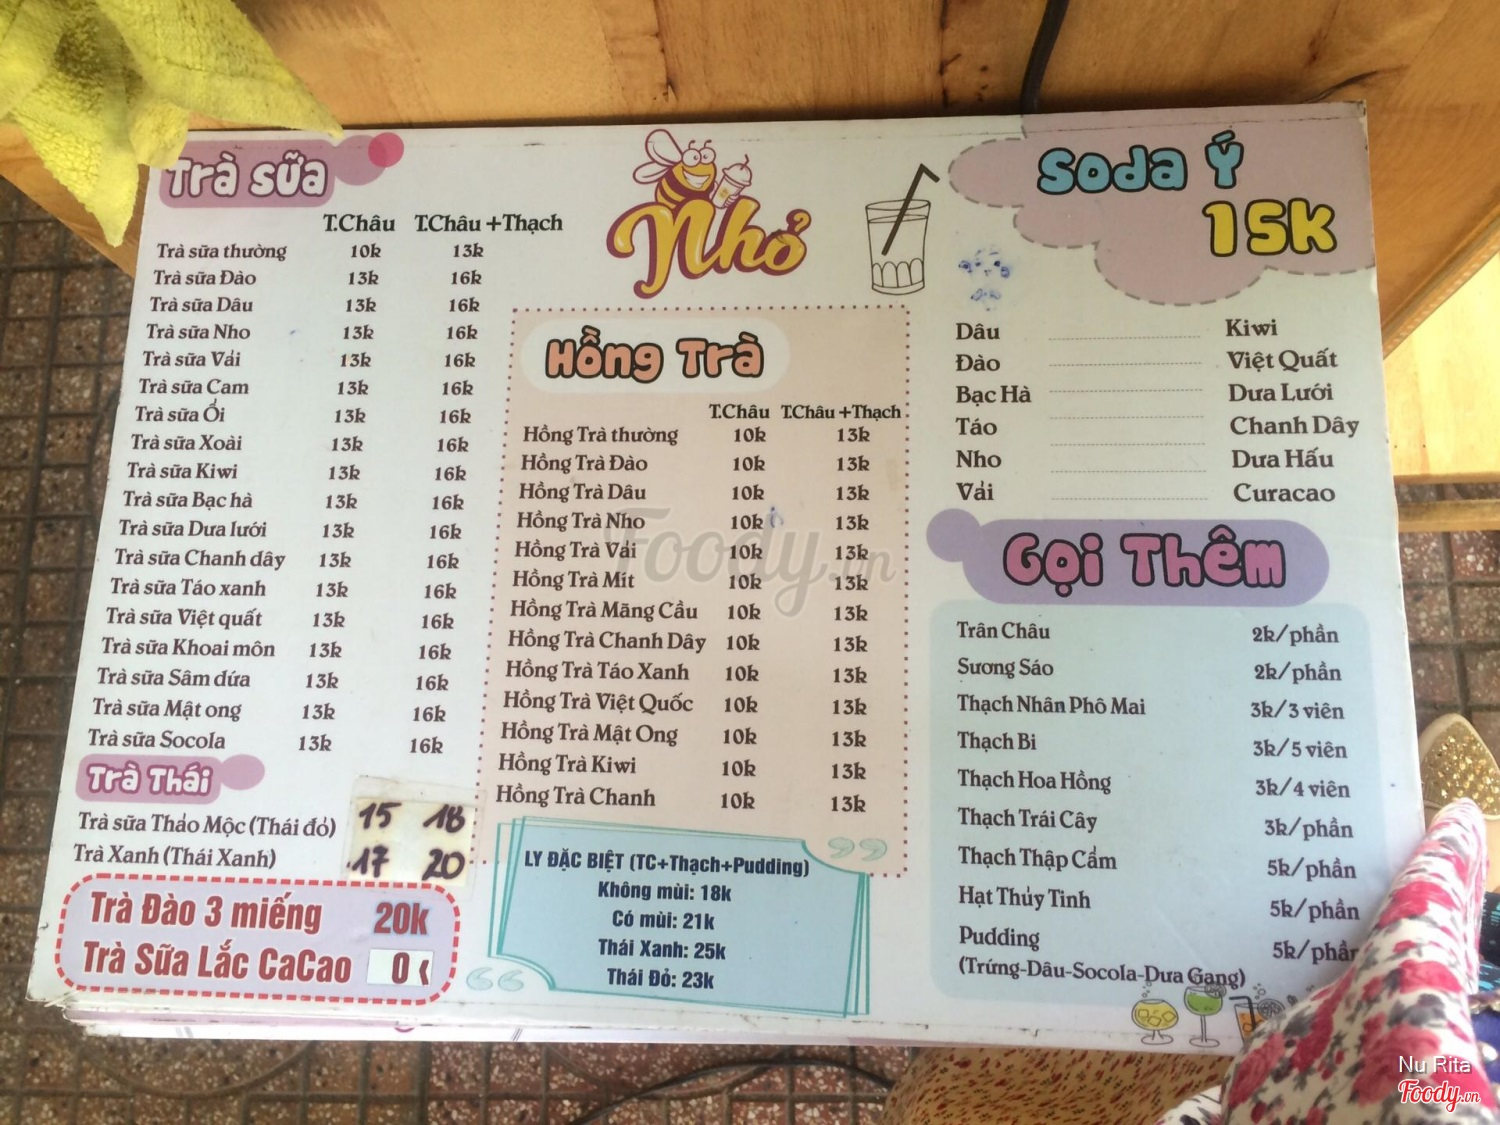 Trà sữa
T.Châu T.Châu +Thạch
Trà sữa thường 10k 13k
Trà sữa Đào 13k 16k
Trà sữa Dâu 13k 16k
Trà sữa Nho 13k 16k
Trà sữa Vải 13k 16k
Trà sữa Cam 13k 16k
Trà sữa Ổi 13k 16k
Trà sữa Xoài 13k 16k
Trà sữa Kiwi 13k 16k
Trà sữa Bạc hà 13k 16k
Trà sữa Dưa lưới 13k 16k
Trà sữa Chanh dây 13k 16k
Trà sữa Táo xanh 13k 16k
Trà sữa Việt quất 13k 16k
Trà sữa Khoai môn 13k 16k
Trà sữa Sâm dứa 13k 16k
Trà sữa Mật ong 13k 16k
Trà sữa Socola 13k 16k
Trà Thái
Trà sữa Thảo Mộc (Thái đỏ) 15 18
Trà Xanh (Thái Xanh) 17 20
Trà Đào 3 miếng 20k
Trà Sữa Lắc CaCao 0
Nhỏ
Hồng Trà
T.Châu T.Châu +Thạch
Hồng Trà thường 10k 13k
Hồng Trà Đào 10k 13k
Hồng Trà Dâu 10k 13k
Hồng Trà Nho 10k 13k
Hồng Trà Vải 10k 13k
Hồng Trà Mít 10k 13k
Hồng Trà Mãng Cầu 10k 13k
Hồng Trà Chanh Dây 10k 13k
Hồng Trà Táo Xanh 10k 13k
Hồng Trà Việt Quốc 10k 13k
Hồng Trà Mật Ong 10k 13k
Hồng Trà Kiwi 10k 13k
Hồng Trà Chanh 10k 13k
LY ĐẶC BIỆT (TC+Thạch+Pudding)
Không mùi: 18k
Có mùi: 21k
Thái Xanh: 25k
Thái Đỏ: 23k
Soda Ý
15k
Dâu Kiwi
Đào Việt Quất
Bạc Hà Dưa Lưới
Táo Chanh Dây
Nho Dưa Hấu
Vải Curacao
Gọi Thêm
Trân Châu 2k/phần
Sương Sáo 2k/phần
Thạch Nhân Phô Mai 3k/3 viên
Thạch Bi 3k/5 viên
Thạch Hoa Hồng 3k/4 viên
Thạch Trái Cây 3k/phần
Thạch Thập Cẩm 5k/phần
Hạt Thủy Tinh 5k/phần
Pudding 5k/phần
(Trứng-Dâu-Socola-Dưa Gang)
Foody.vn
Nu Rita
Foody.vn